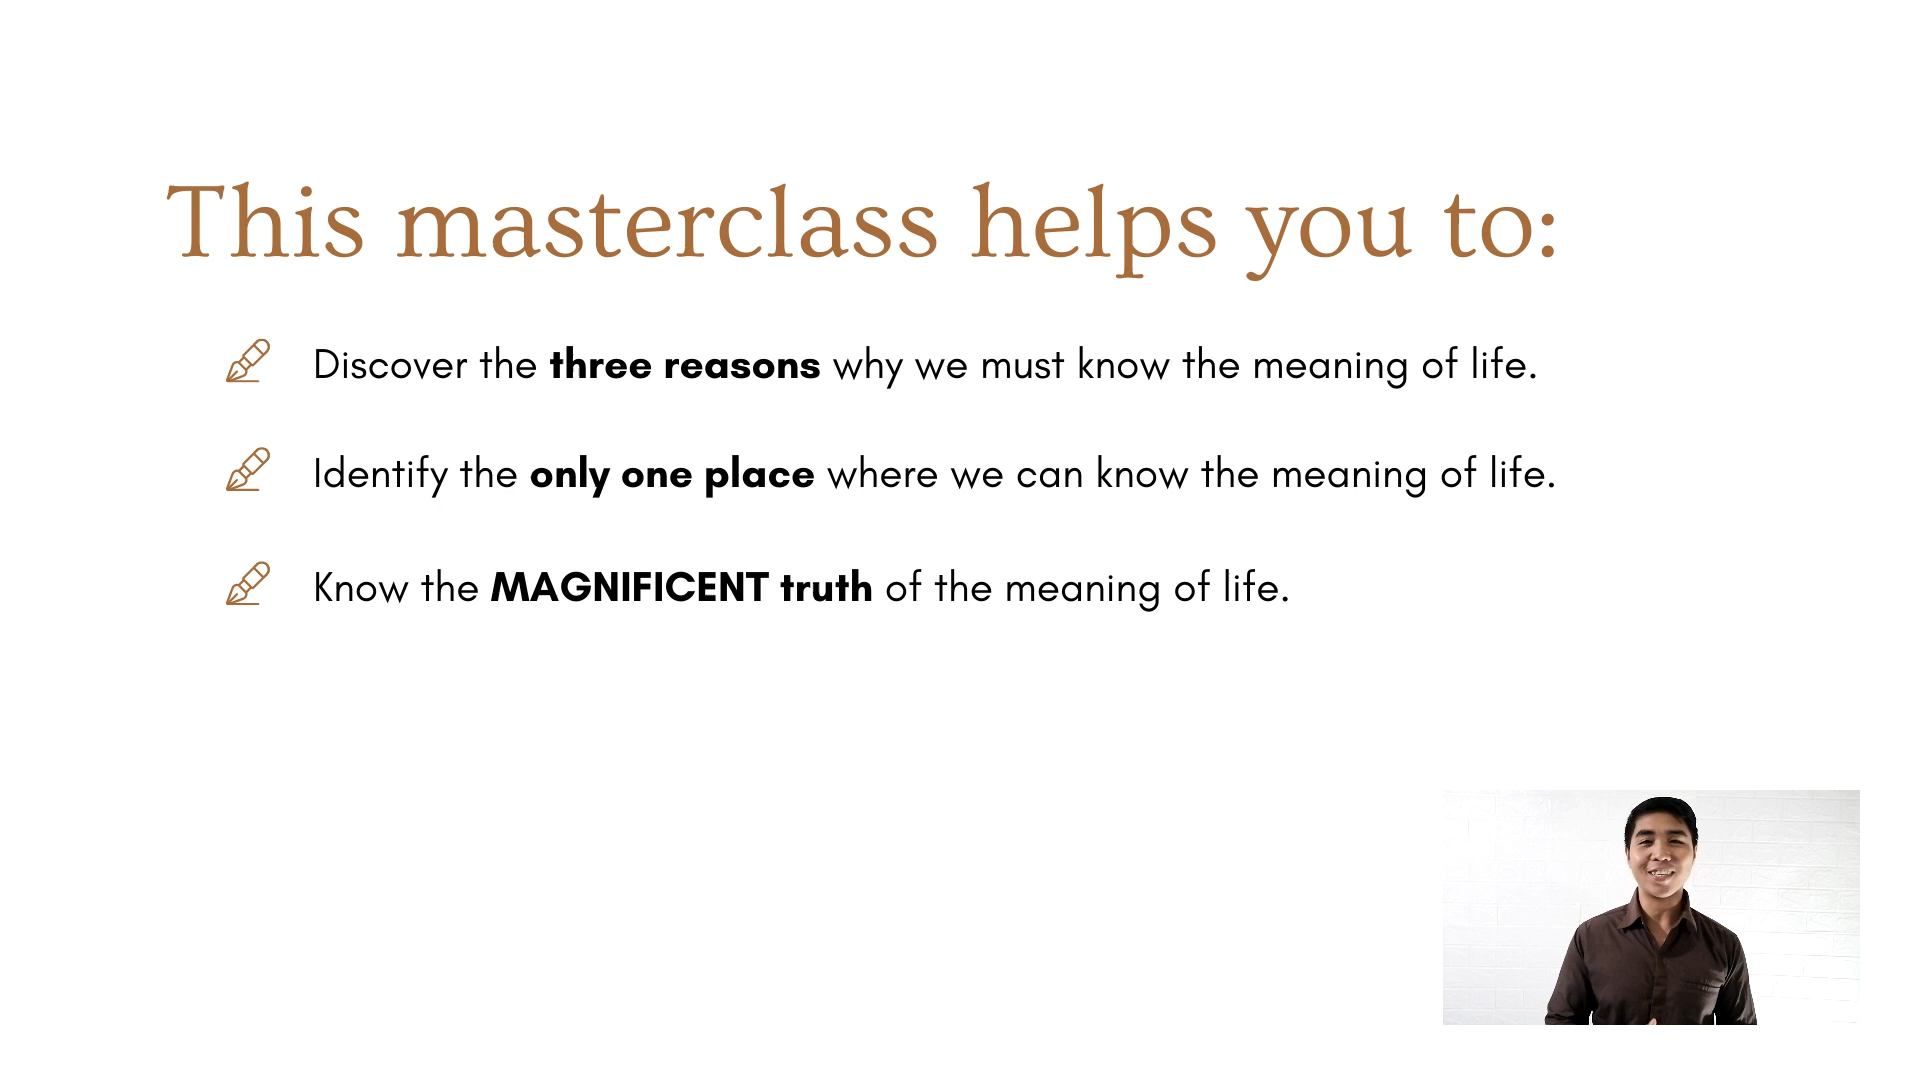 This masterclass helps you to:
Discover the three reasons why we must know the meaning of life.
Identify the only one place where we can know the meaning of life.
Know the MAGNIFICENT truth of the meaning of life.